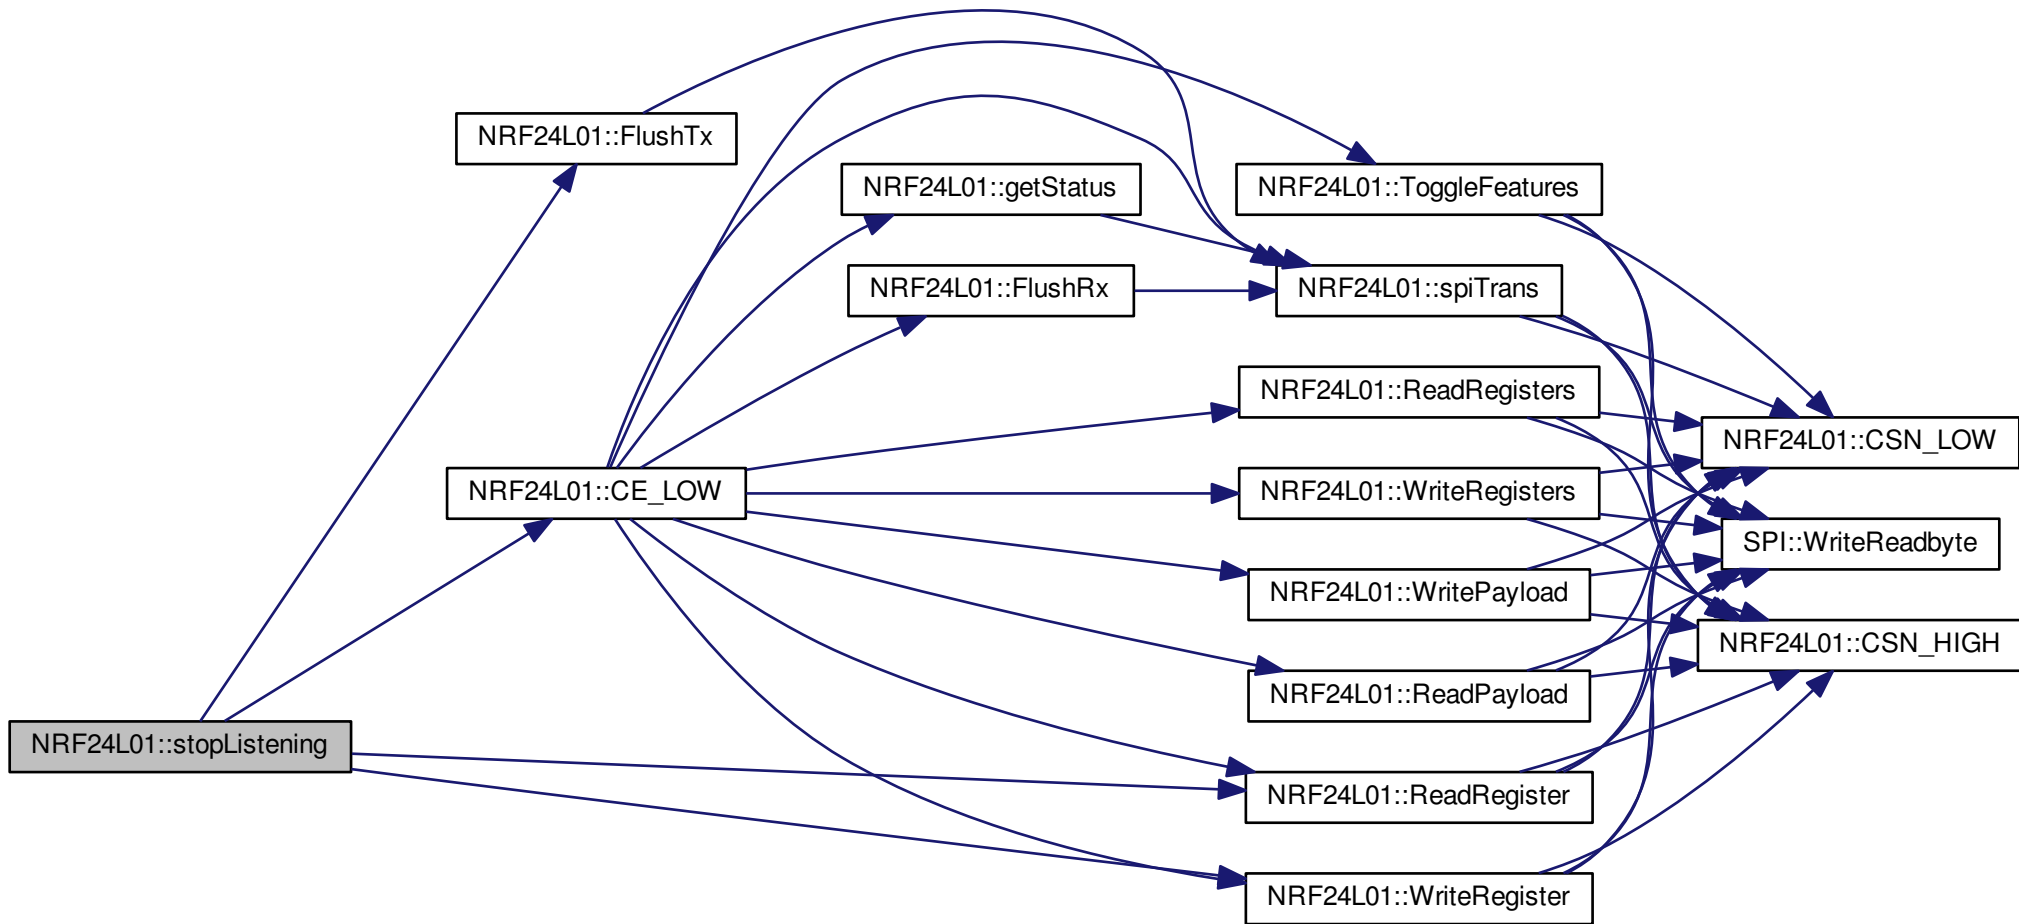 NRF24L01::FlushTx
NRF24L01::getStatus
NRF24L01::ToggleFeatures
NRF24L01::FlushRx
NRF24L01::spiTrans
NRF24L01::ReadRegisters
NRF24L01::CSN_LOW
NRF24L01::CE_LOW
NRF24L01::WriteRegisters
SPI::WriteReadbyte
NRF24L01::WritePayload
NRF24L01::CSN_HIGH
NRF24L01::ReadPayload
NRF24L01::stopListening
NRF24L01::ReadRegister
NRF24L01::WriteRegister